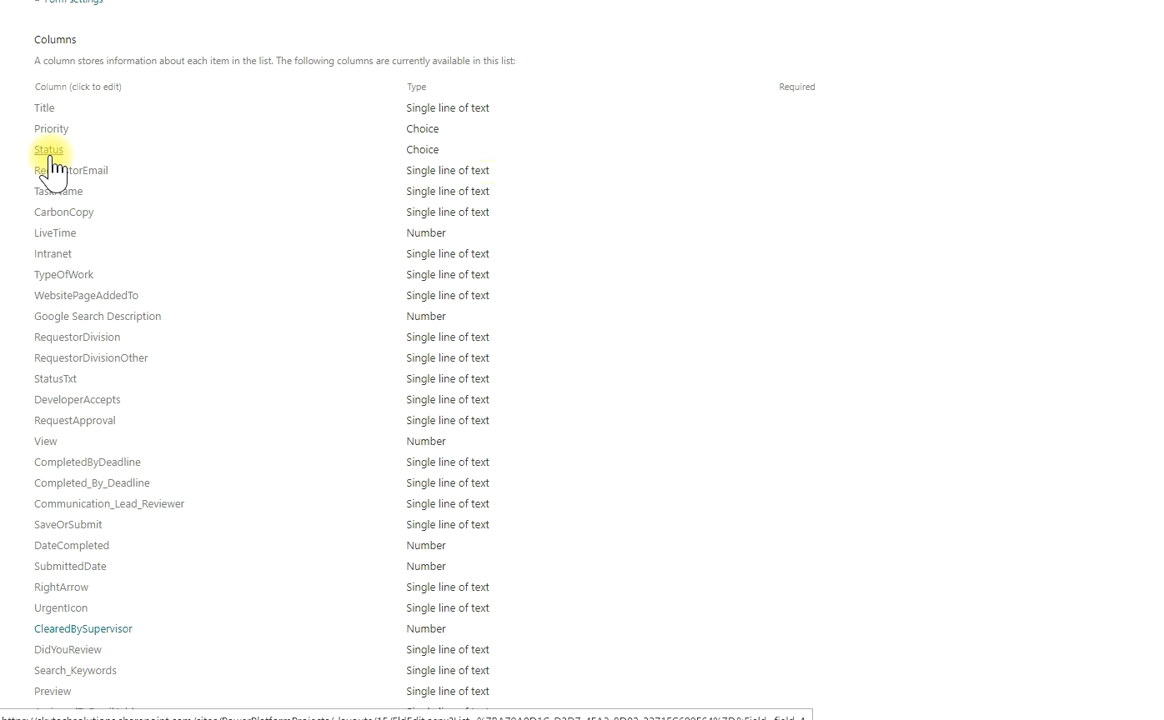 Form settings
Columns
A column stores information about each item in the list. The following columns are currently available in this list:
Column (click to edit) Type Required
Title Single line of text
Priority Choice
Status Choice
RequestorEmail Single line of text
TaskName Single line of text
CarbonCopy Single line of text
LiveTime Number
Intranet Single line of text
TypeOfWork Single line of text
WebsitePageAddedTo Single line of text
Google Search Description Number
RequestorDivision Single line of text
RequestorDivisionOther Single line of text
StatusTxt Single line of text
DeveloperAccepts Single line of text
RequestApproval Single line of text
View Number
CompletedByDeadline Single line of text
Completed_By_Deadline Single line of text
Communication_Lead_Reviewer Single line of text
SaveOrSubmit Single line of text
DateCompleted Number
SubmittedDate Number
RightArrow Single line of text
UrgentIcon Single line of text
ClearedBySupervisor Number
DidYouReview Single line of text
Search_Keywords Single line of text
Preview Single line of text